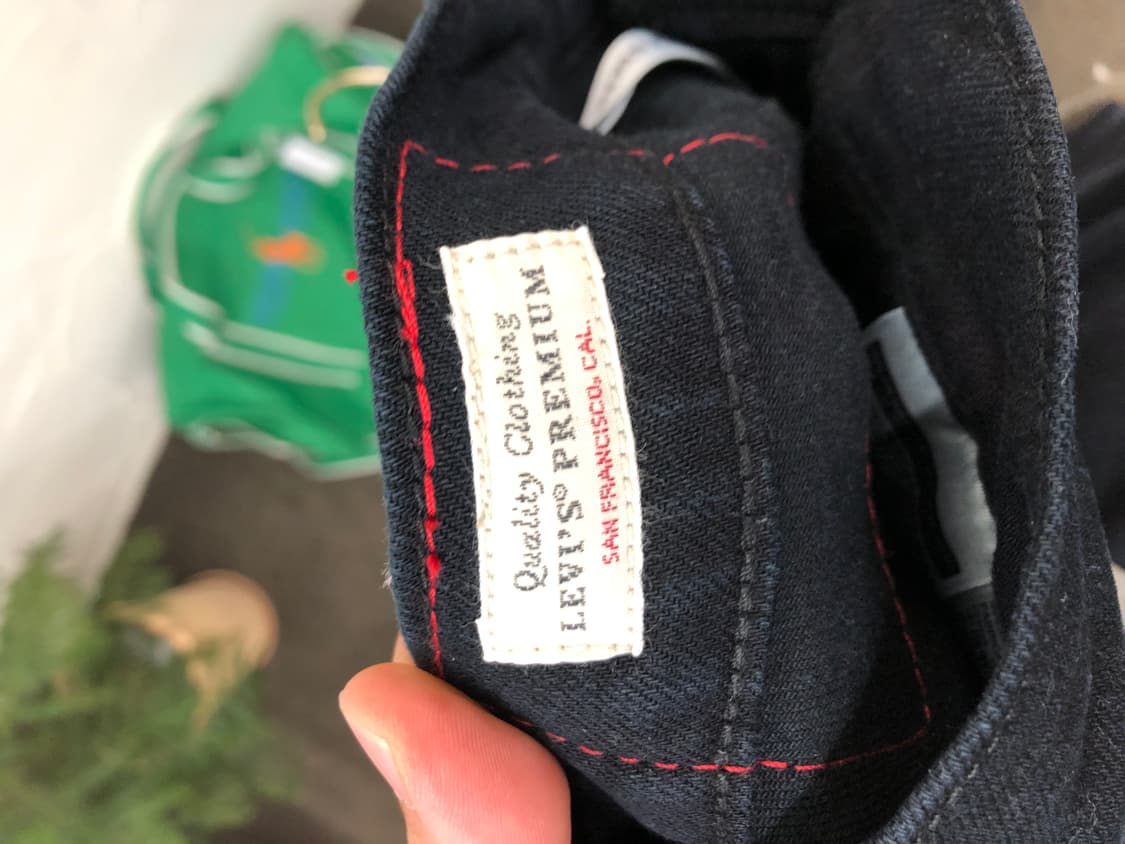 Quality Clothing
LEVI'S® PREMIUM
SAN FRANCISCO, CAL.